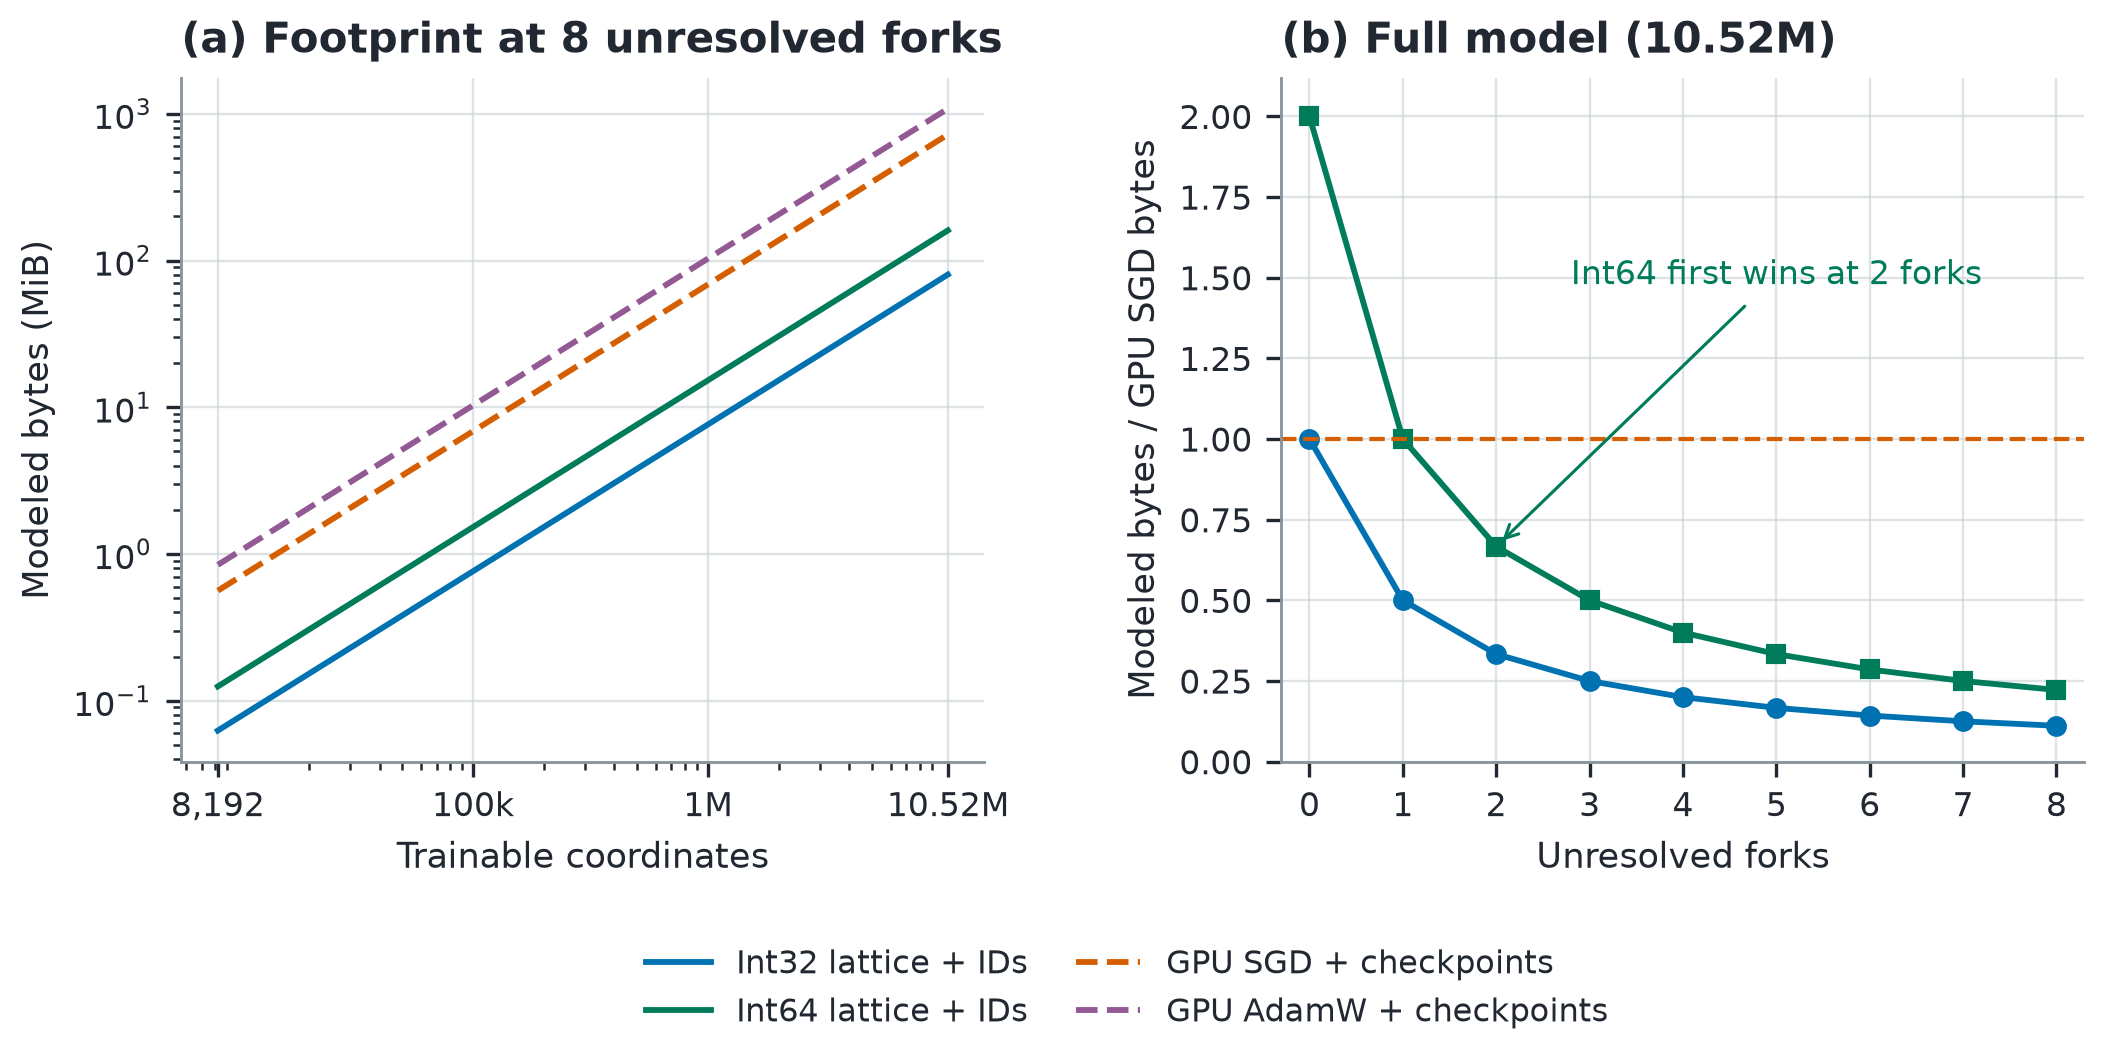 (a) Footprint at 8 unresolved forks
Modeled bytes (MiB)
10³
10²
10¹
10⁰
10⁻¹
8,192
100k
1M
10.52M
Trainable coordinates
(b) Full model (10.52M)
Modeled bytes / GPU SGD bytes
2.00
1.75
1.50
1.25
1.00
0.75
0.50
0.25
0.00
Int64 first wins at 2 forks
0
1
2
3
4
5
6
7
8
Unresolved forks
Int32 lattice + IDs
Int64 lattice + IDs
GPU SGD + checkpoints
GPU AdamW + checkpoints